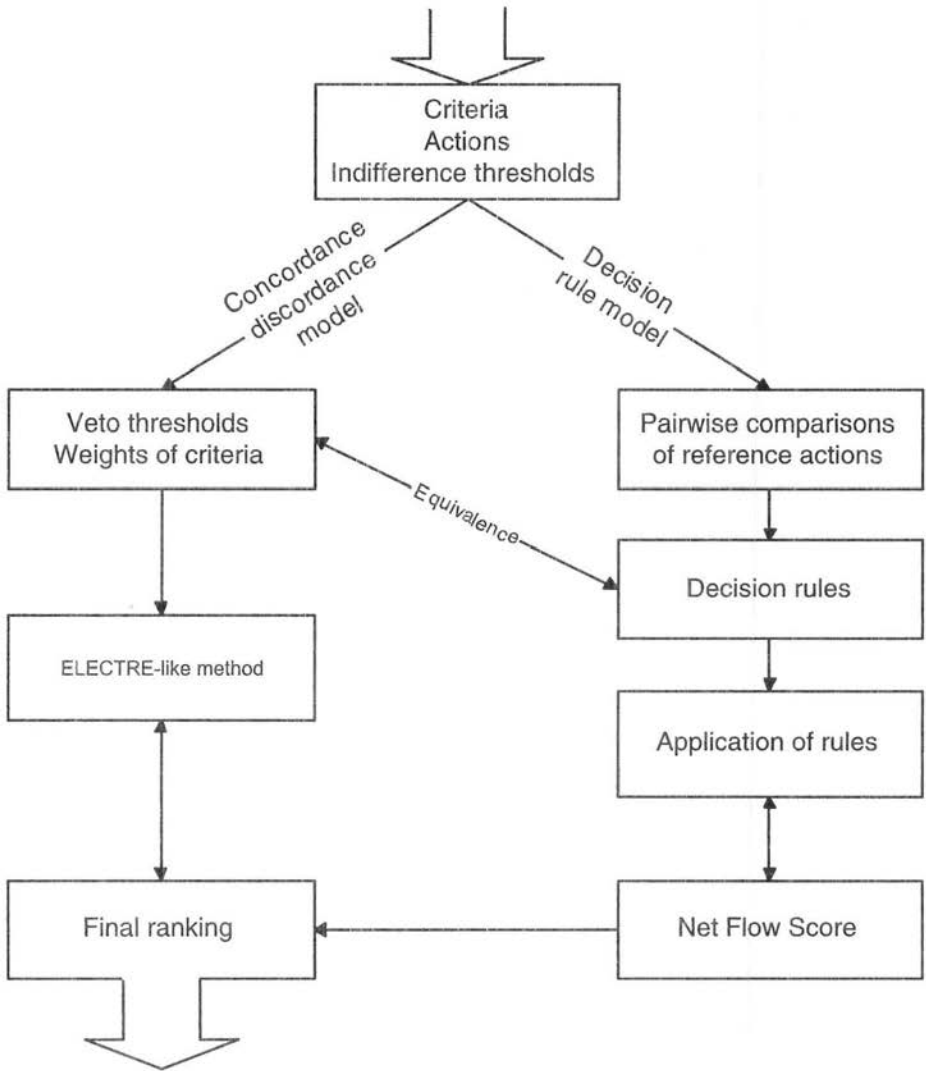 Criteria
Actions
Indifference thresholds
Concordance
discordance
model
Decision
rule model
Veto thresholds
Weights of criteria
Pairwise comparisons
of reference actions
Equivalence
Decision rules
ELECTRE-like method
Application of rules
Final ranking
Net Flow Score